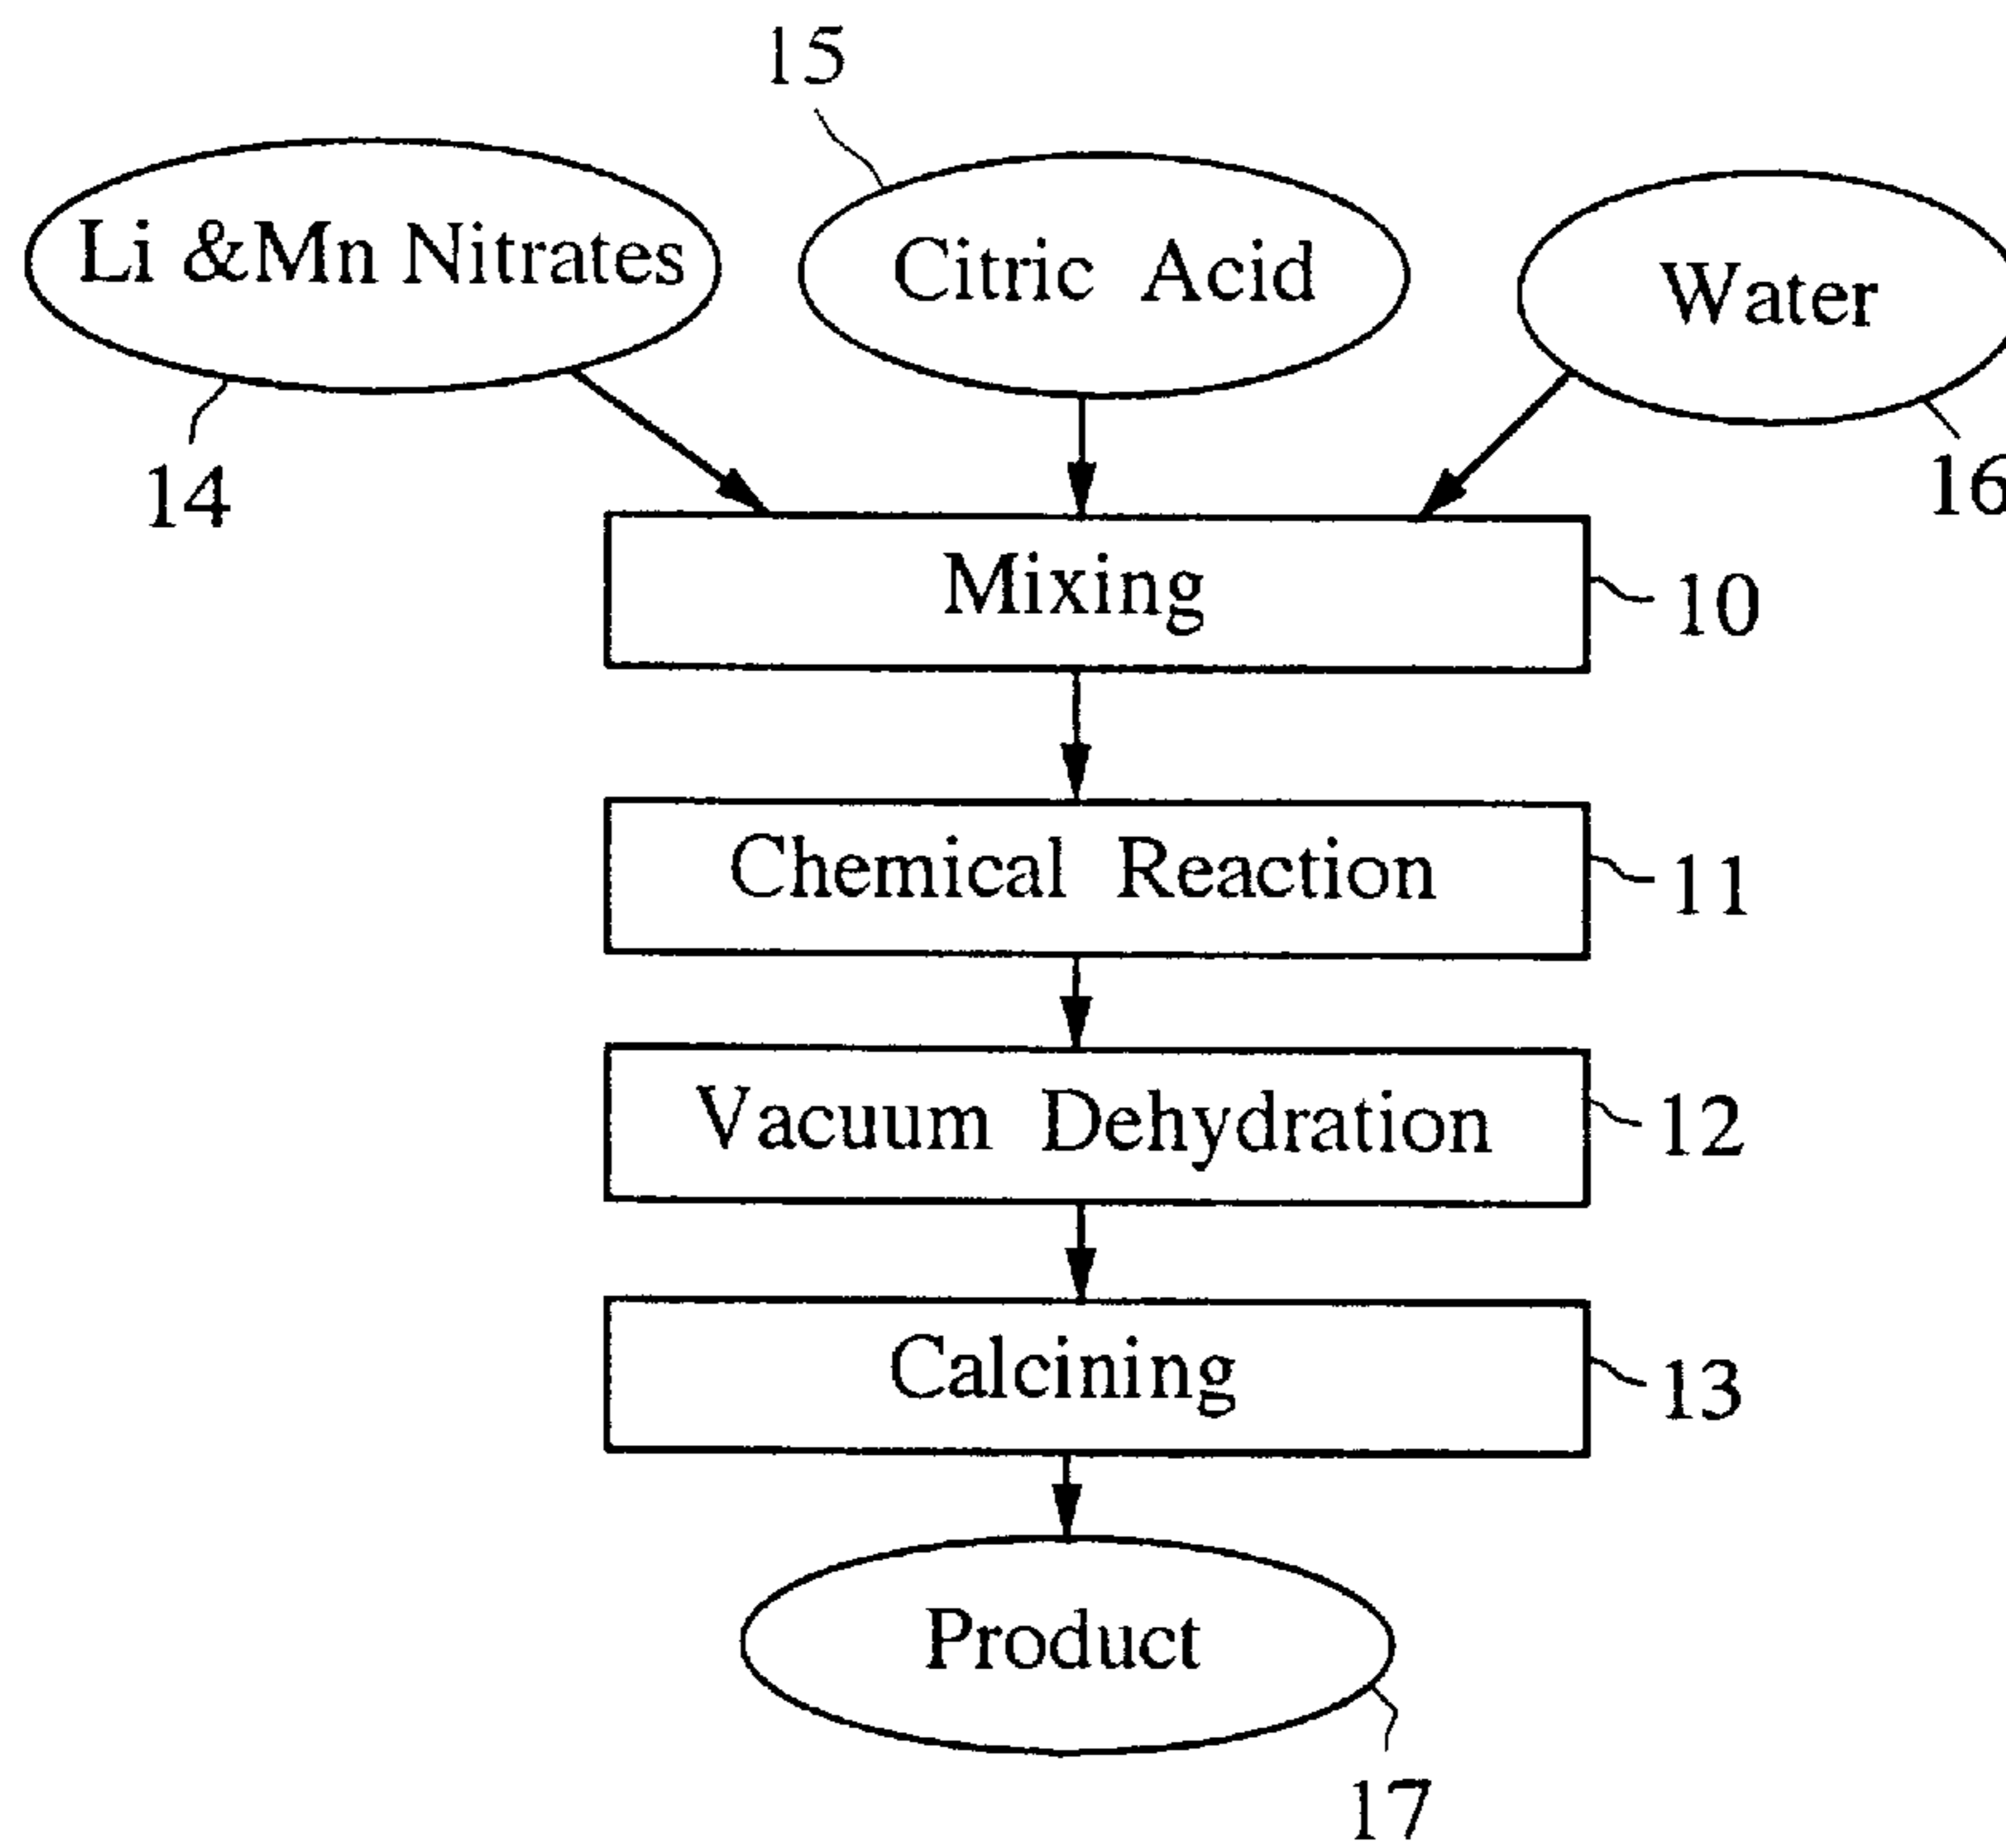 15
Li &Mn Nitrates
Citric Acid
Water
14
16
Mixing
10
Chemical Reaction
11
Vacuum Dehydration
12
Calcining
13
Product
17